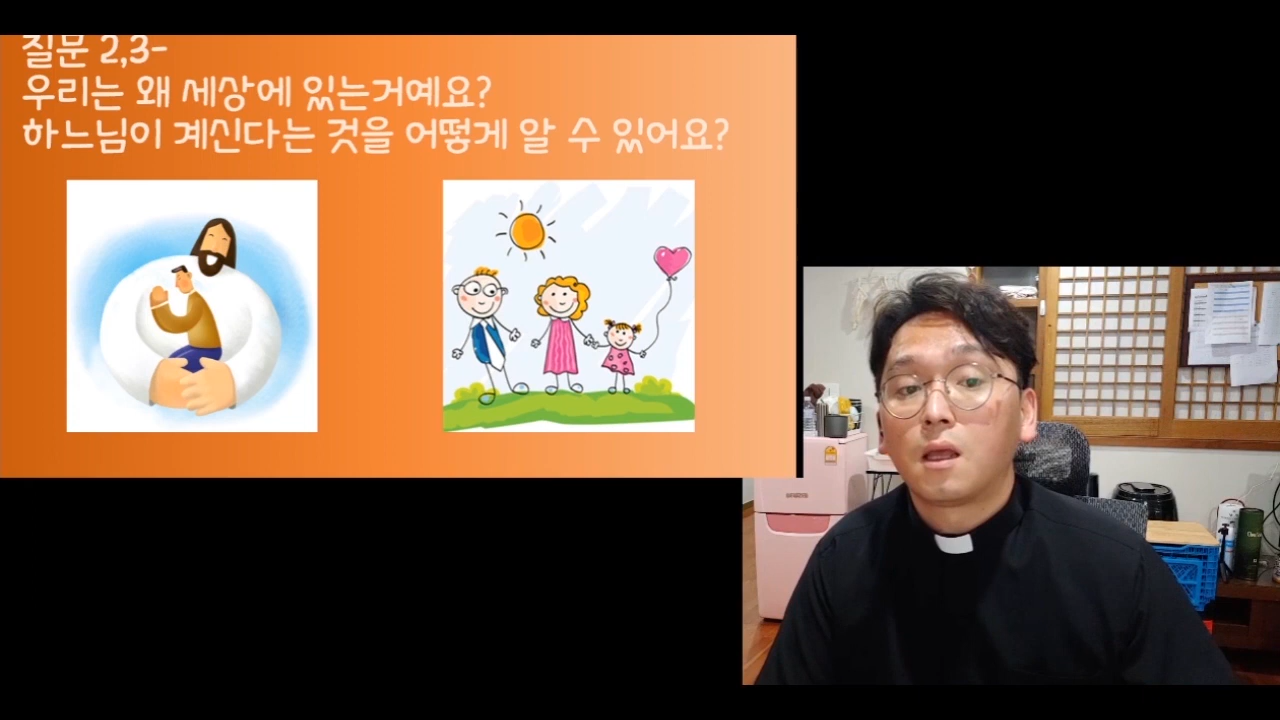 질문 2,3-
우리는 왜 세상에 있는거예요?
하느님이 계신다는 것을 어떻게 알 수 있어요?